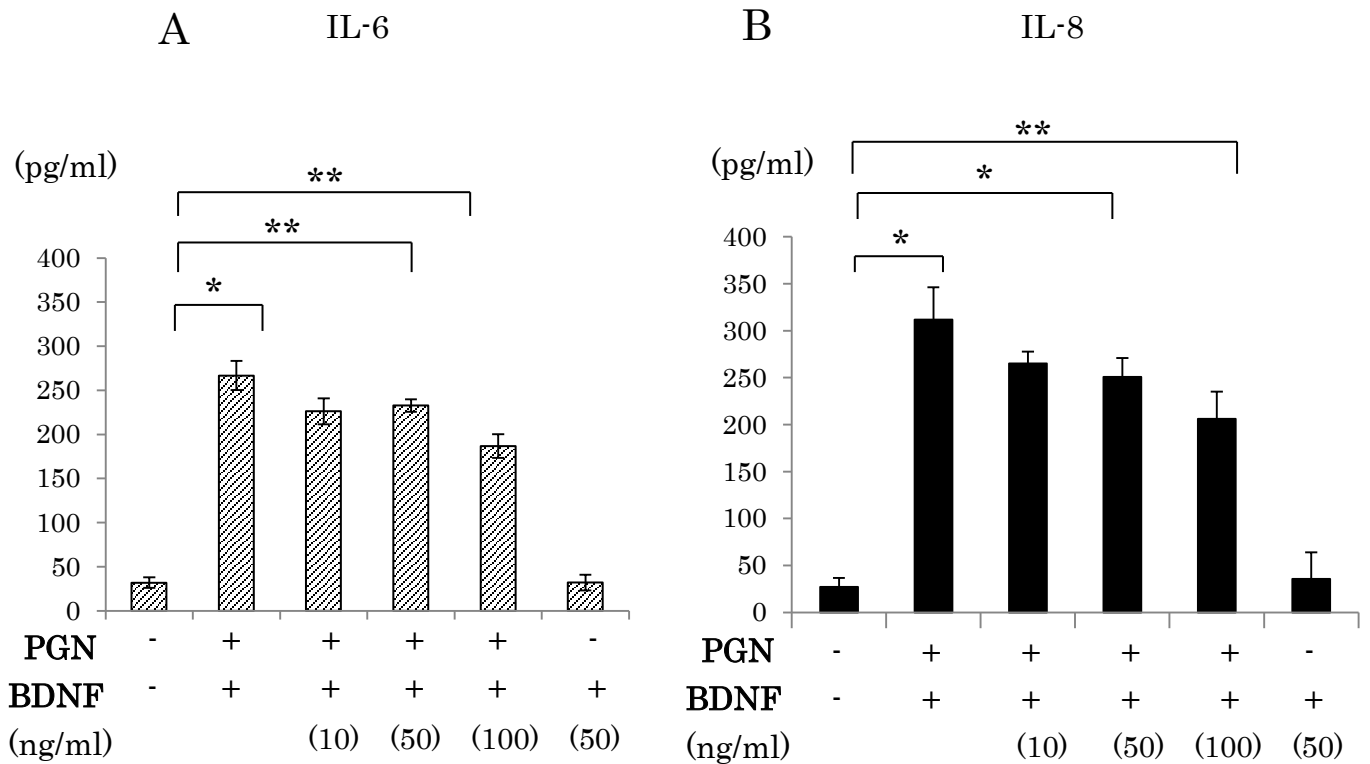 A IL-6
(pg/ml)
**
**
*
400
350
300
250
200
150
100
50
0
PGN - + + + + -
BDNF - + + + + +
(ng/ml) (10) (50) (100) (50)
B IL-8
(pg/ml)
**
*
*
400
350
300
250
200
150
100
50
0
PGN - + + + + -
BDNF - + + + + +
(ng/ml) (10) (50) (100) (50)